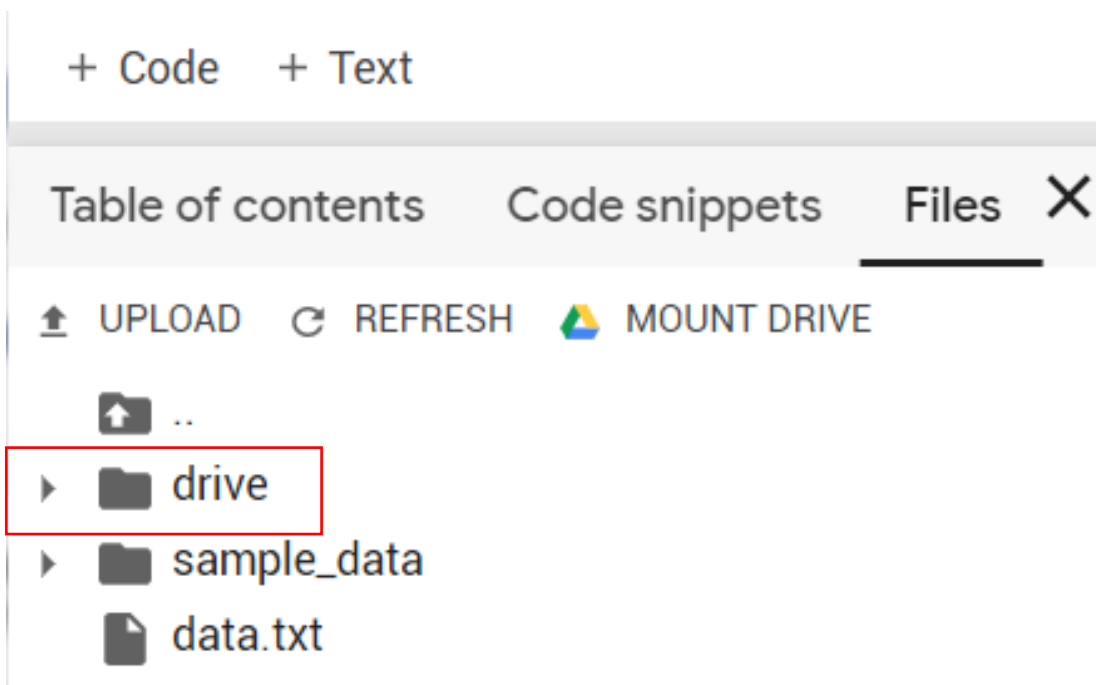 + Code + Text
Table of contents Code snippets Files
UPLOAD REFRESH MOUNT DRIVE
..
drive
sample_data
data.txt